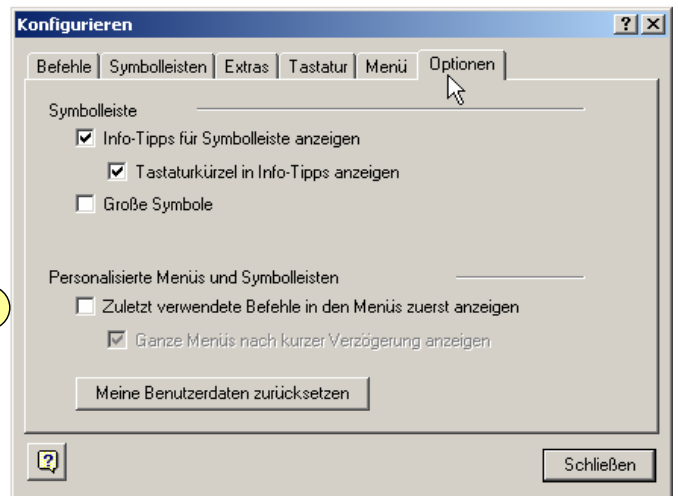 Konfigurieren
Befehle Symbolleisten Extras Tastatur Menü Optionen
Symbolleiste
Info-Tipps für Symbolleiste anzeigen
Tastaturkürzel in Info-Tipps anzeigen
Große Symbole
Personalisierte Menüs und Symbolleisten
Zuletzt verwendete Befehle in den Menüs zuerst anzeigen
Ganze Menüs nach kurzer Verzögerung anzeigen
Meine Benutzerdaten zurücksetzen
Schließen